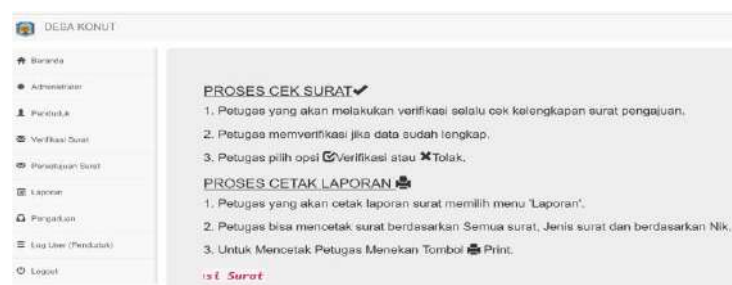 DESA KONUT
Beranda
Administrator
Penduduk
Verifikasi Surat
Persetujuan Surat
Laporan
Pengaduan
Log User (Penduduk)
Logout
PROSES CEK SURAT✔
1. Petugas yang akan melakukan verifikasi selalu cek kelengkapan surat pengajuan.
2. Petugas memverifikasi jika data sudah lengkap.
3. Petugas pilih opsi Verifikasi atau ✖Tolak.
PROSES CETAK LAPORAN
1. Petugas yang akan cetak laporan surat memilih menu 'Laporan'.
2. Petugas bisa mencetak surat berdasarkan Semua surat, Jenis surat dan berdasarkan Nik.
3. Untuk Mencetak Petugas Menekan Tombol Print.
Surat